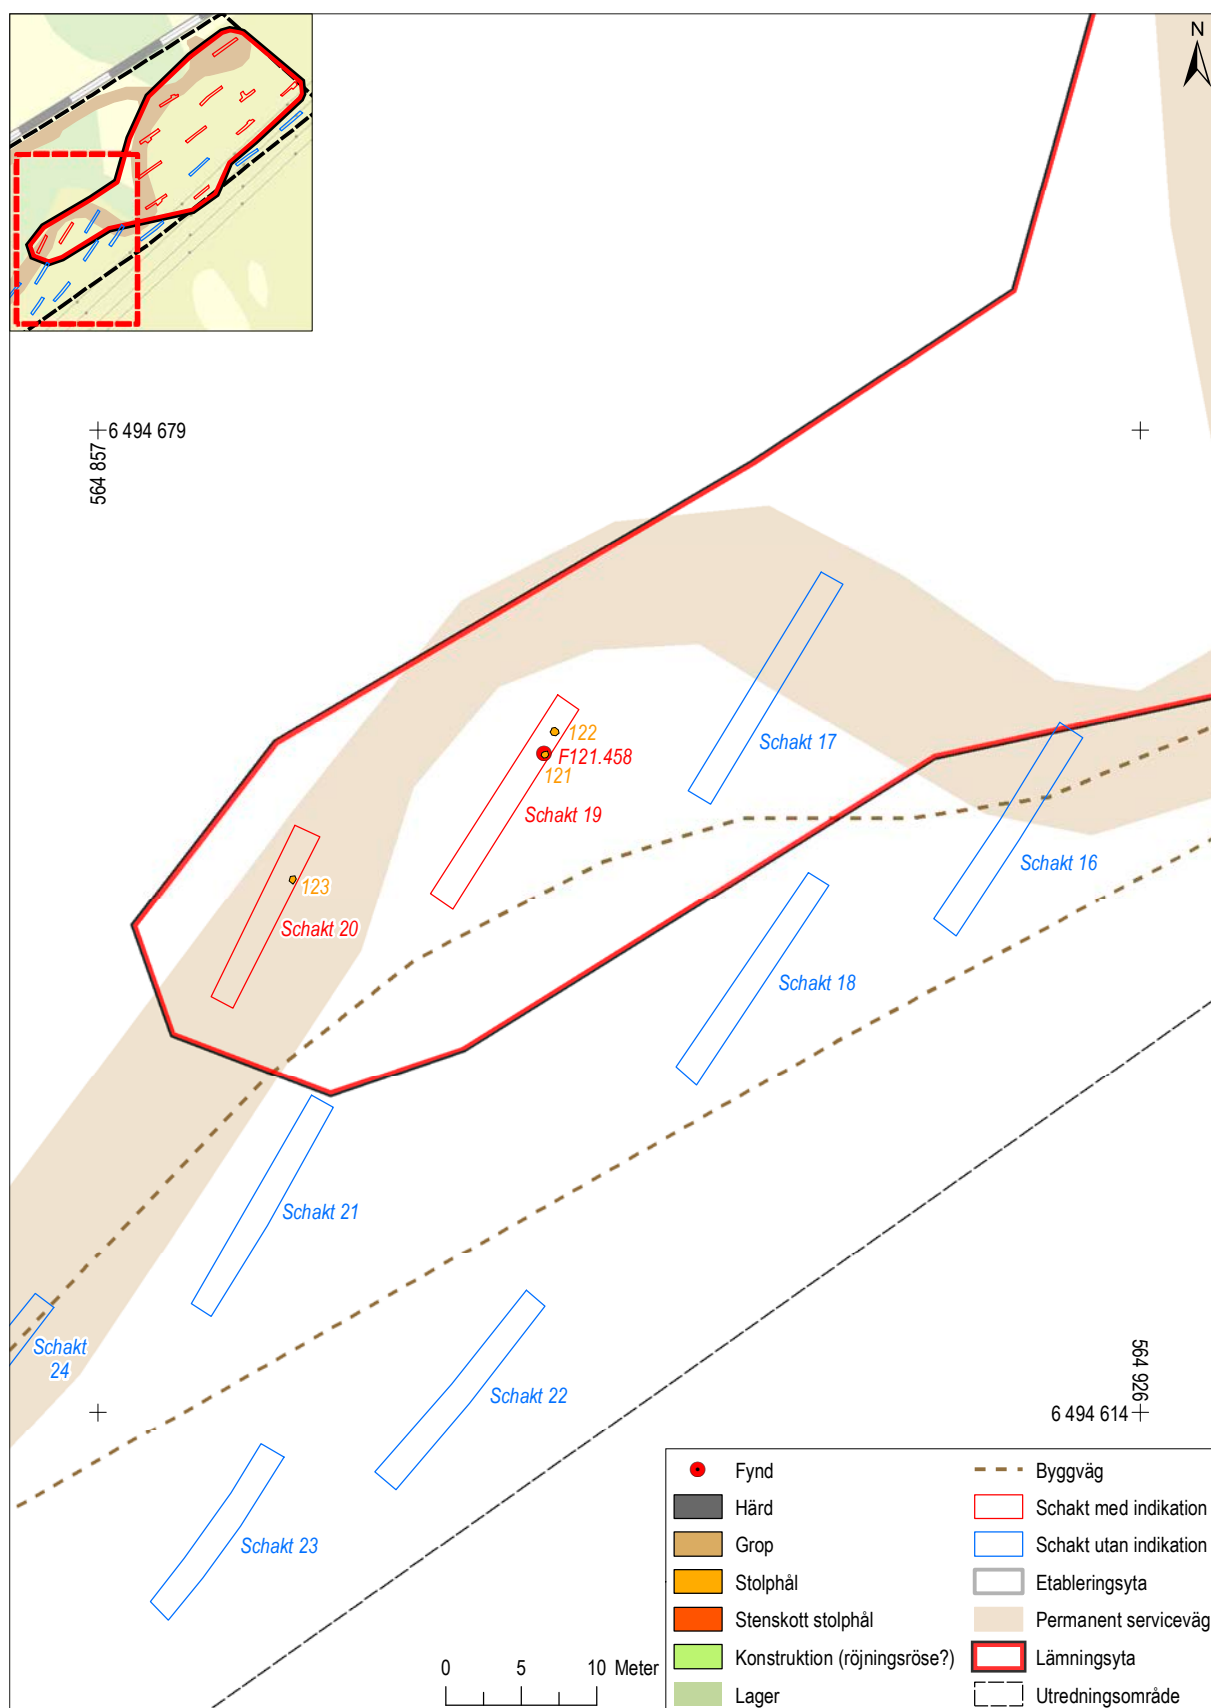 N
6 494 679
564 857
Schakt 17
122
F121.458
121
Schakt 19
123
Schakt 20
Schakt 16
Schakt 18
Schakt 21
Schakt
24
Schakt 22
Schakt 23
564 926
6 494 614
0 5 10 Meter
Fynd
Härd
Grop
Stolphål
Stenskott stolphål
Konstruktion (röjningsröse?)
Lager
Byggväg
Schakt med indikation
Schakt utan indikation
Etableringsyta
Permanent serviceväg
Lämningsyta
Utredningsområde